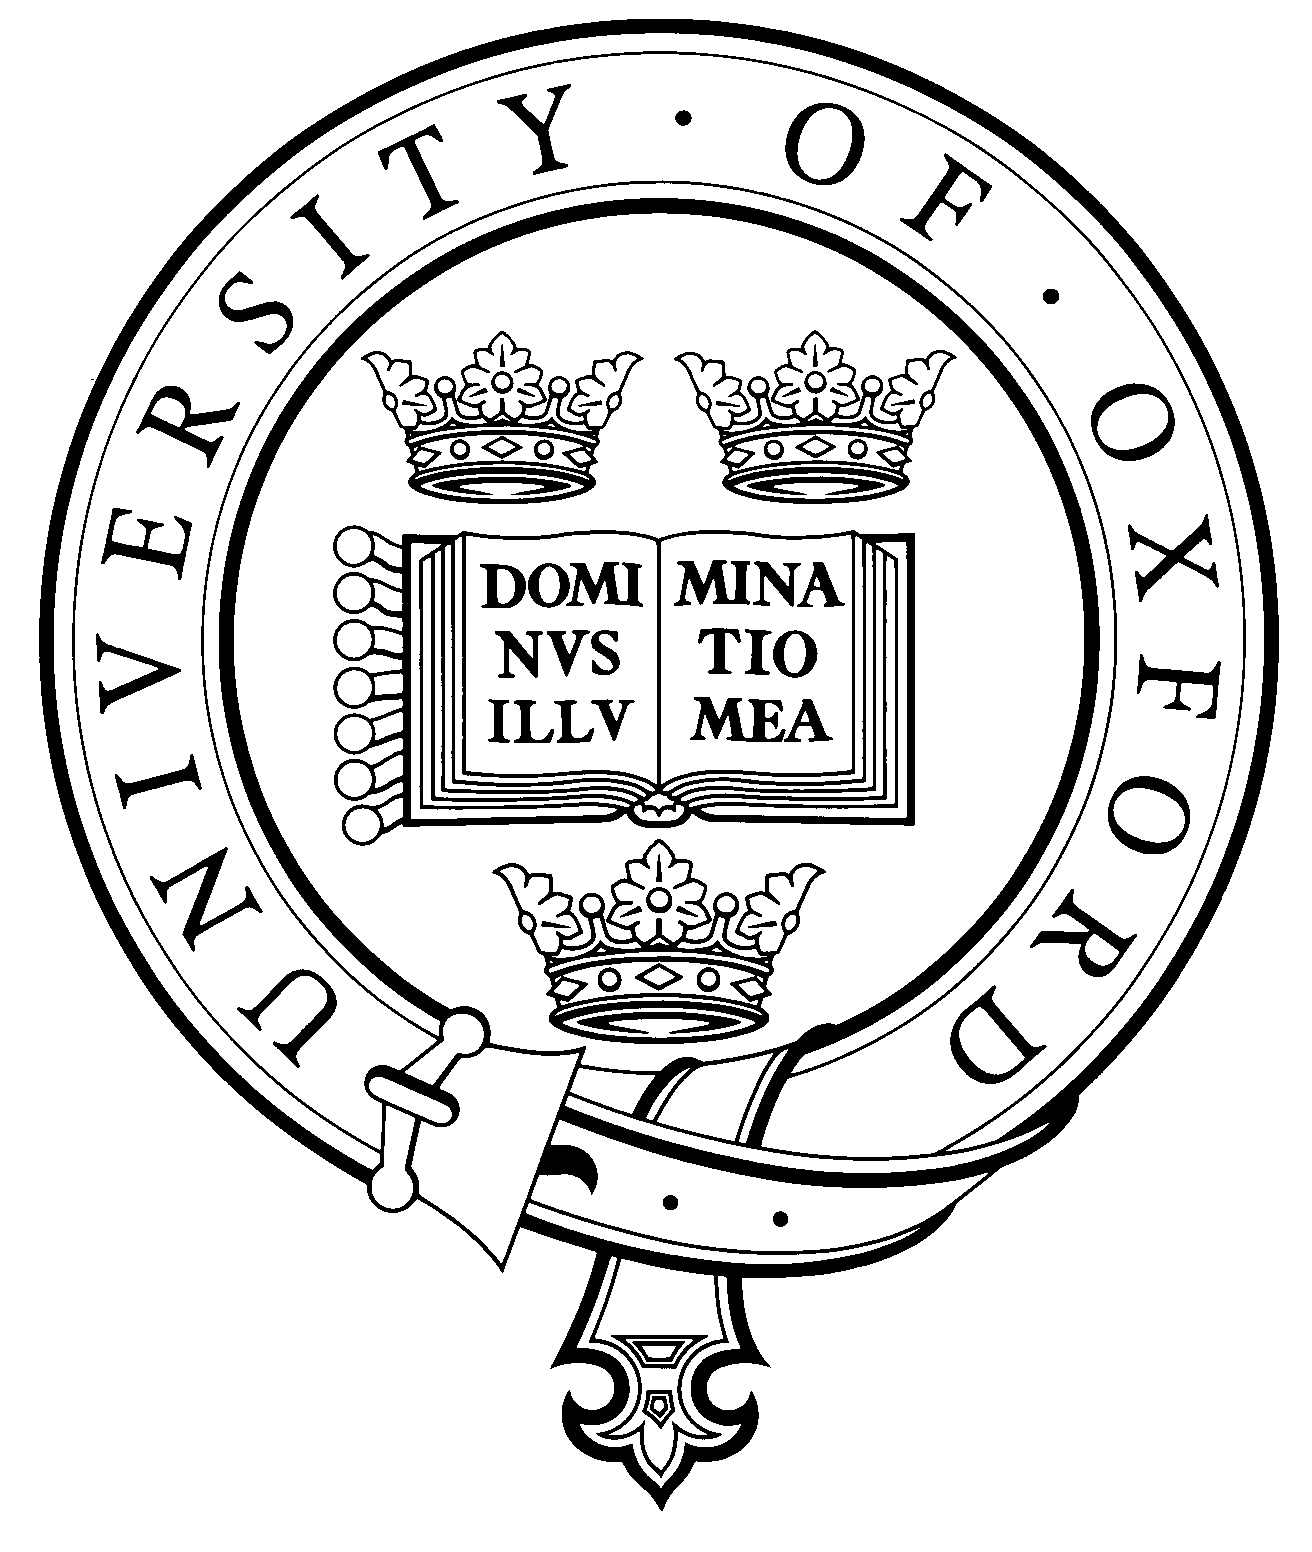 UNIVERSITY · OF · OXFORD
DOMI
NVS
ILLV
MINA
TIO
MEA